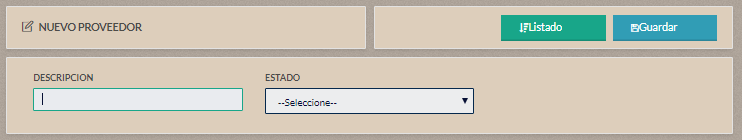 NUEVO PROVEEDOR
Listado
Guardar
DESCRIPCION
ESTADO
--Seleccione--